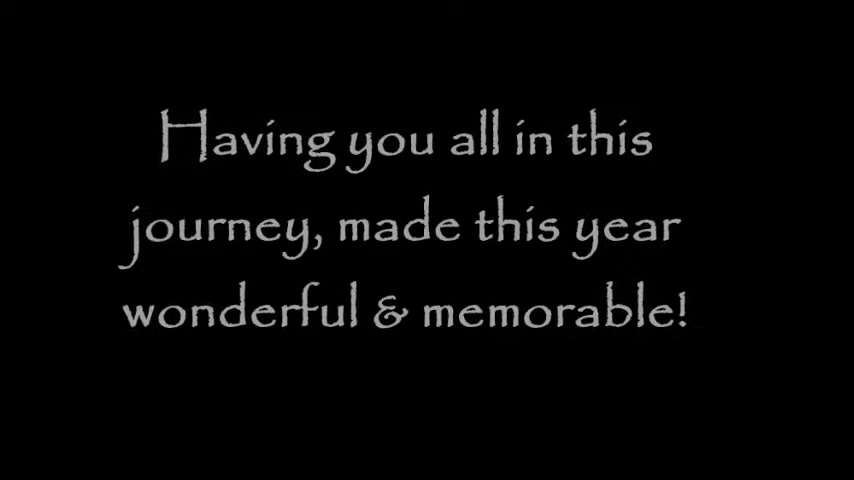 Having you all in this
journey, made this year
wonderful & memorable!